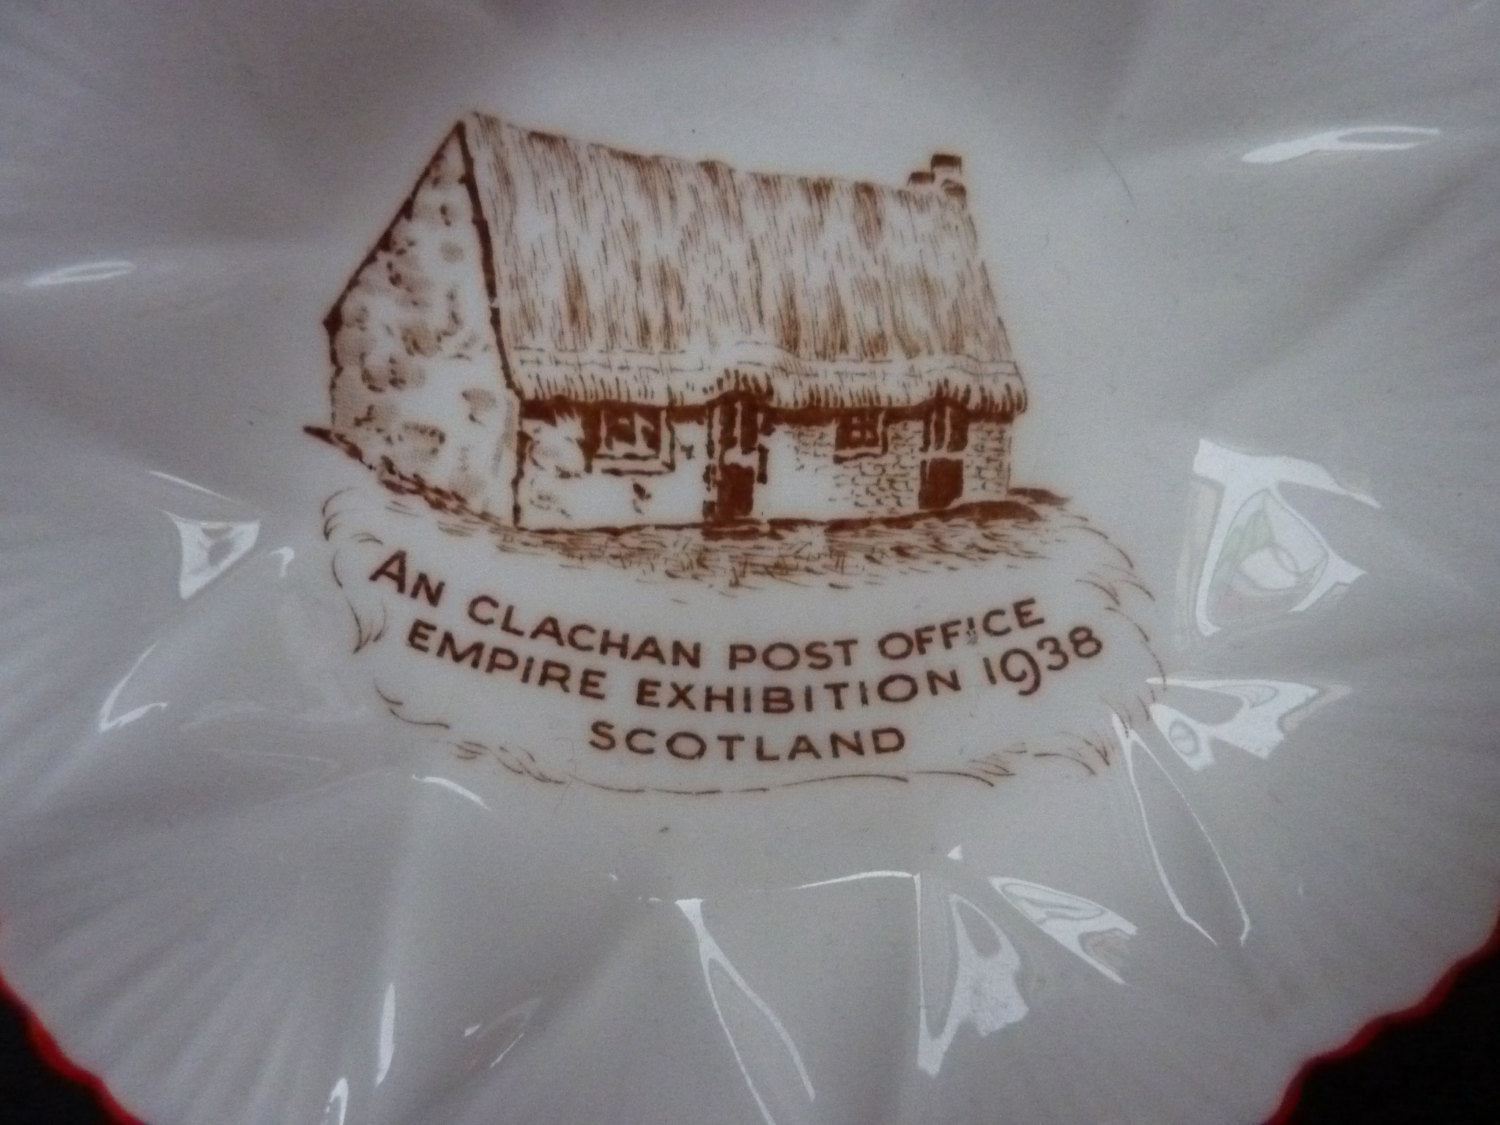 AN CLACHAN POST OFFICE
EMPIRE EXHIBITION 1938
SCOTLAND